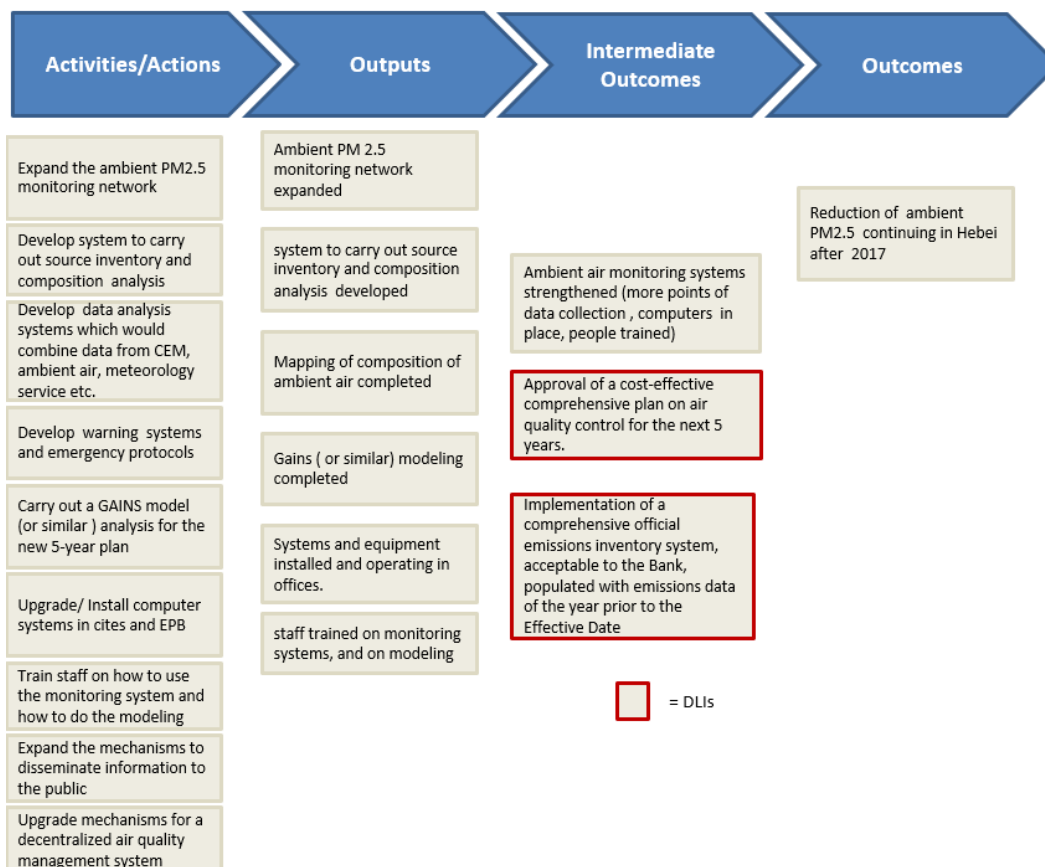 Activities/Actions
Outputs
Intermediate
Outcomes
Outcomes
Expand the ambient PM2.5
monitoring network
Develop system to carry
out source inventory and
composition analysis
Develop data analysis
systems which would
combine data from CEM,
ambient air, meteorology
service etc.
Develop warning systems
and emergency protocols
Carry out a GAINS model
(or similar ) analysis for the
new 5-year plan
Upgrade/ Install computer
systems in cites and EPB
Train staff on how to use
the monitoring system and
how to do the modeling
Expand the mechanisms to
disseminate information to
the public
Upgrade mechanisms for a
decentralized air quality
management system
Ambient PM 2.5
monitoring network
expanded
system to carry out source
inventory and composition
analysis developed
Mapping of composition of
ambient air completed
Gains ( or similar) modeling
completed
Systems and equipment
installed and operating in
offices.
staff trained on monitoring
systems, and on modeling
Ambient air monitoring systems
strengthened (more points of
data collection , computers in
place, people trained)
Approval of a cost-effective
comprehensive plan on air
quality control for the next 5
years.
Implementation of a
comprehensive official
emissions inventory system,
acceptable to the Bank,
populated with emissions data
of the year prior to the
Effective Date
= DLIs
Reduction of ambient
PM2.5 continuing in Hebei
after 2017